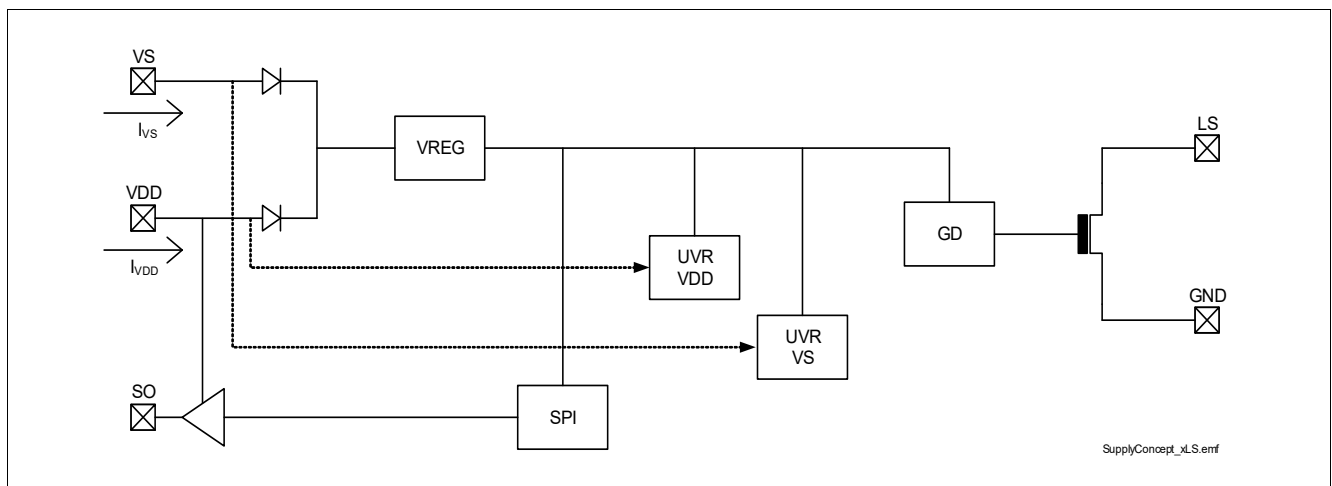 VS
I_VS
VDD
I_VDD
SO
VREG
UVR
VDD
UVR
VS
SPI
GD
LS
GND
SupplyConcept_xLS.emf